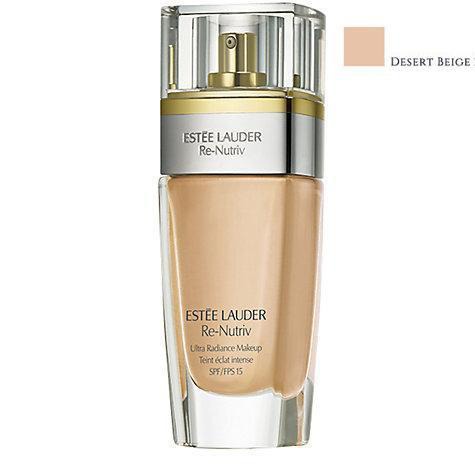 DESERT BEIGE
ESTĒE LAUDER
Re-Nutriv
ESTĒE LAUDER
Re-Nutriv
Ultra Radiance Makeup
Teint éclat intense
SPF/FPS 15